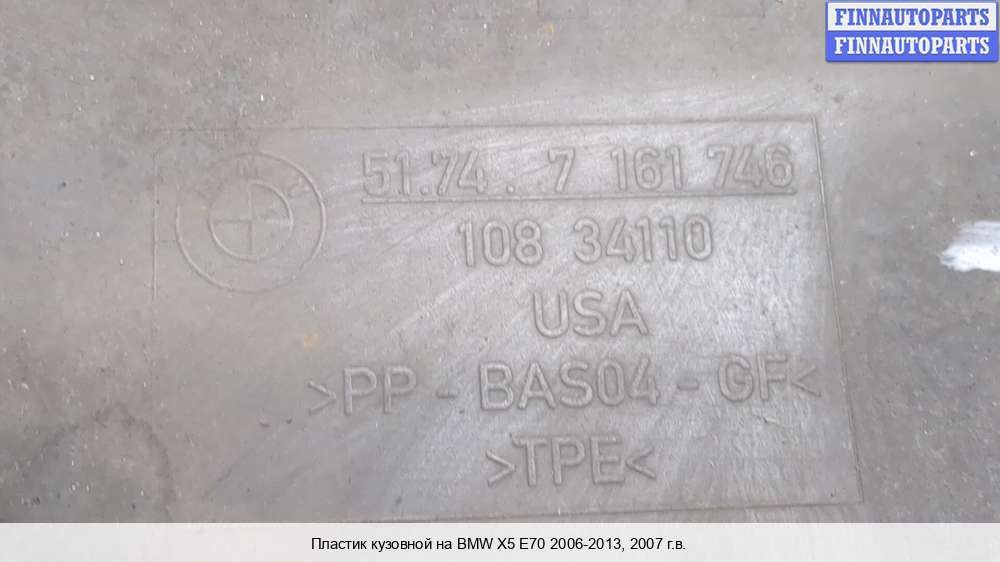 FINNAUTOPARTS
FINNAUTOPARTS
51.74 . 7 161 746
108 34110
USA
>PP - BAS04 - GF<
>TPE<
Пластик кузовной на BMW X5 E70 2006-2013, 2007 г.в.